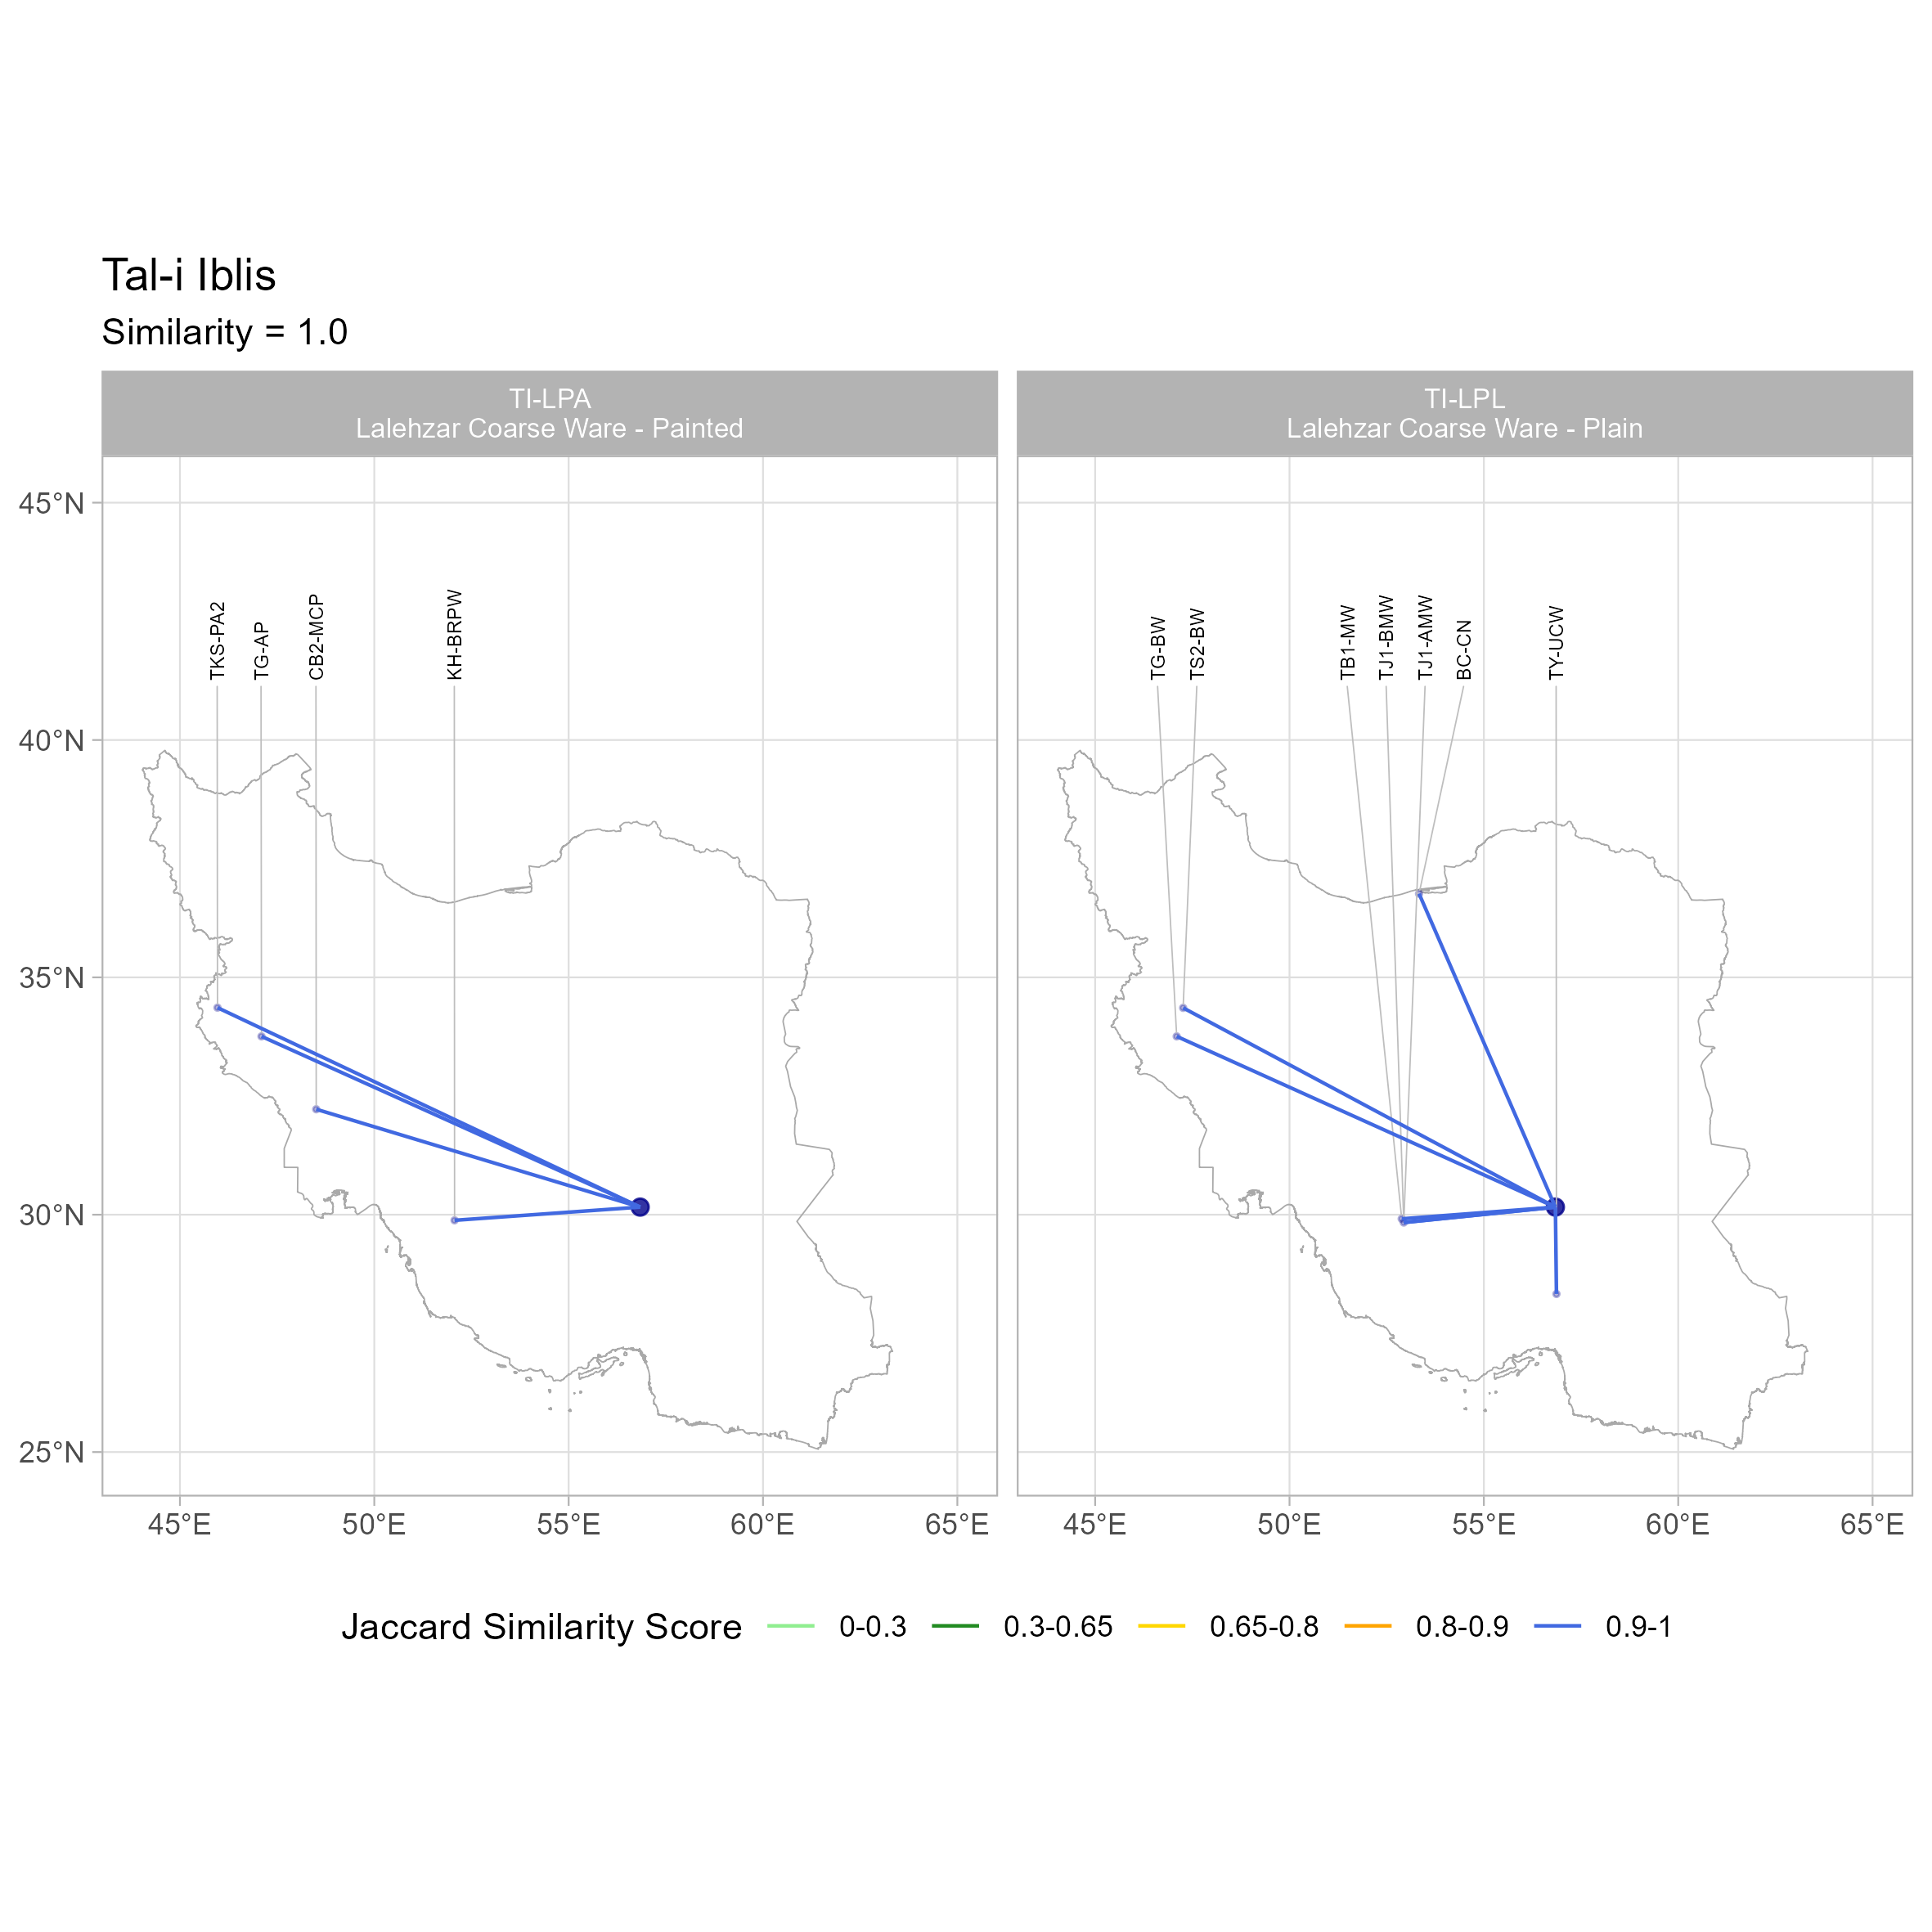 Tal-i Iblis
Similarity = 1.0
TI-LPA
Lalehzar Coarse Ware - Painted
TI-LPL
Lalehzar Coarse Ware - Plain
45°N
40°N
35°N
30°N
25°N
TKS-PA2
TG-AP
CB2-MCP
KH-BRPW
TG-BW
TS2-BW
TB1-MW
TJ1-BMW
TJ1-AMW
BC-CN
TY-UCW
45°E 50°E 55°E 60°E 65°E
45°E 50°E 55°E 60°E 65°E
Jaccard Similarity Score 0-0.3 0.3-0.65 0.65-0.8 0.8-0.9 0.9-1